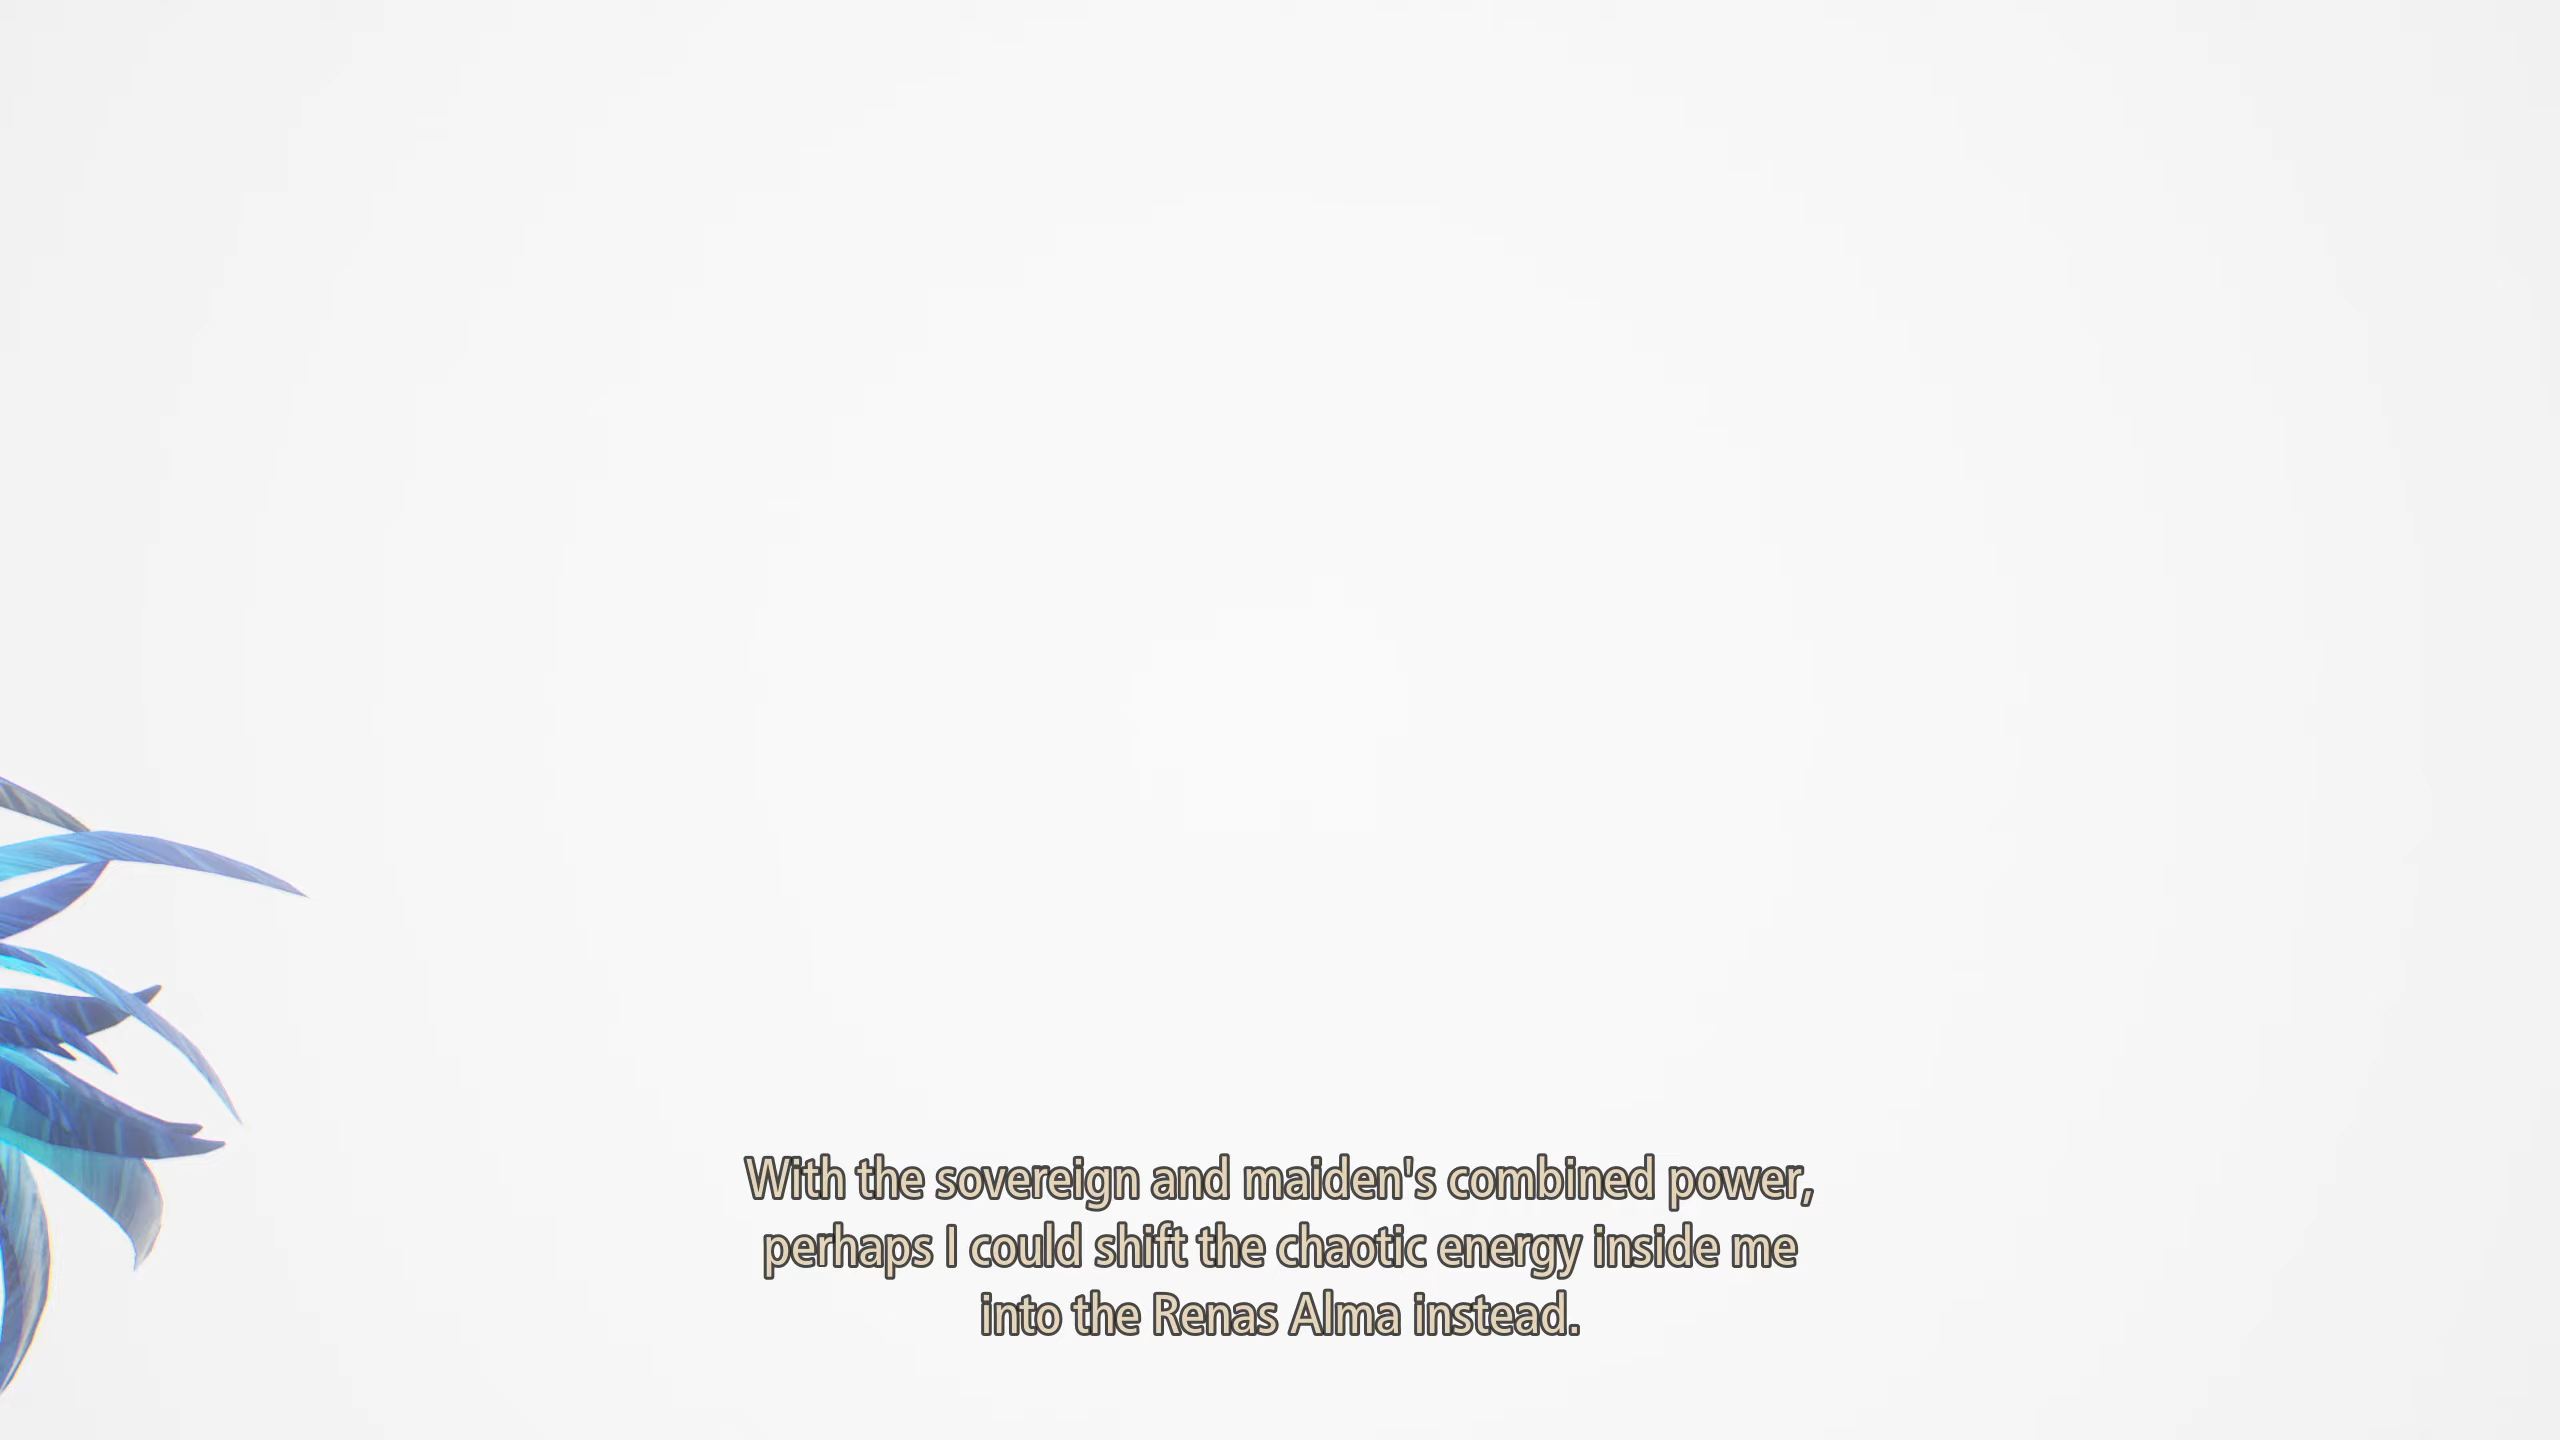 With the sovereign and maiden's combined power,
perhaps I could shift the chaotic energy inside me
into the Renas Alma instead.